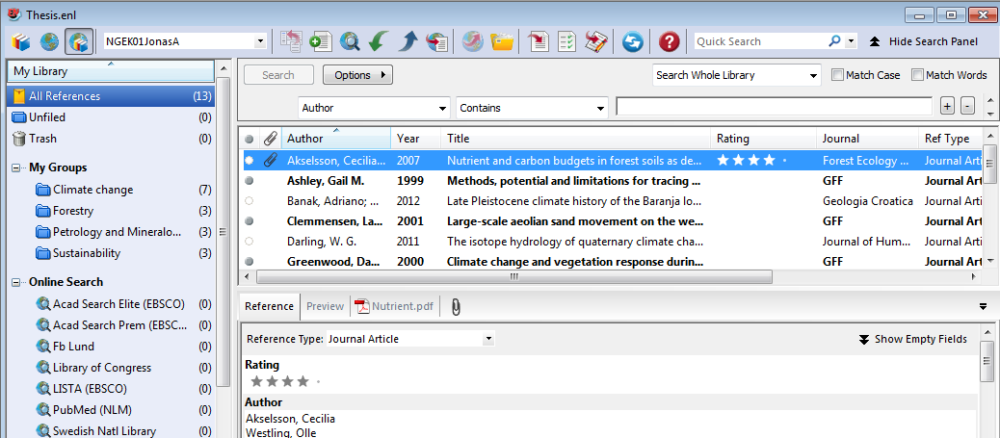 Thesis.enl
NGEK01JonasA
Quick Search
Hide Search Panel
My Library
All References (13)
Unfiled (0)
Trash (0)
My Groups
Climate change (7)
Forestry (3)
Petrology and Mineralo... (3)
Sustainability (3)
Online Search
Acad Search Elite (EBSCO) (0)
Acad Search Prem (EBSC... (0)
Fb Lund (0)
Library of Congress (0)
LISTA (EBSCO) (0)
PubMed (NLM) (0)
Swedish Natl Library (0)
Search Options Search Whole Library Match Case Match Words
Author Contains + -
Author Year Title Rating Journal Ref Type
Akselsson, Cecilia... 2007 Nutrient and carbon budgets in forest soils as de... Forest Ecology ... Journal Arti
Ashley, Gail M. 1999 Methods, potential and limitations for tracing ... GFF Journal Art
Banak, Adriano; ... 2012 Late Pleistocene climate history of the Baranja lo... Geologia Croatica Journal Arti
Clemmensen, La... 2001 Large-scale aeolian sand movement on the we... GFF Journal Art
Darling, W. G. 2011 The isotope hydrology of quaternary climate cha... Journal of Hum... Journal Arti
Greenwood, Da... 2000 Climate change and vegetation response durin... GFF Journal Art
Reference Preview Nutrient.pdf
Reference Type: Journal Article Show Empty Fields
Rating
Author
Akselsson, Cecilia
Westling, Olle